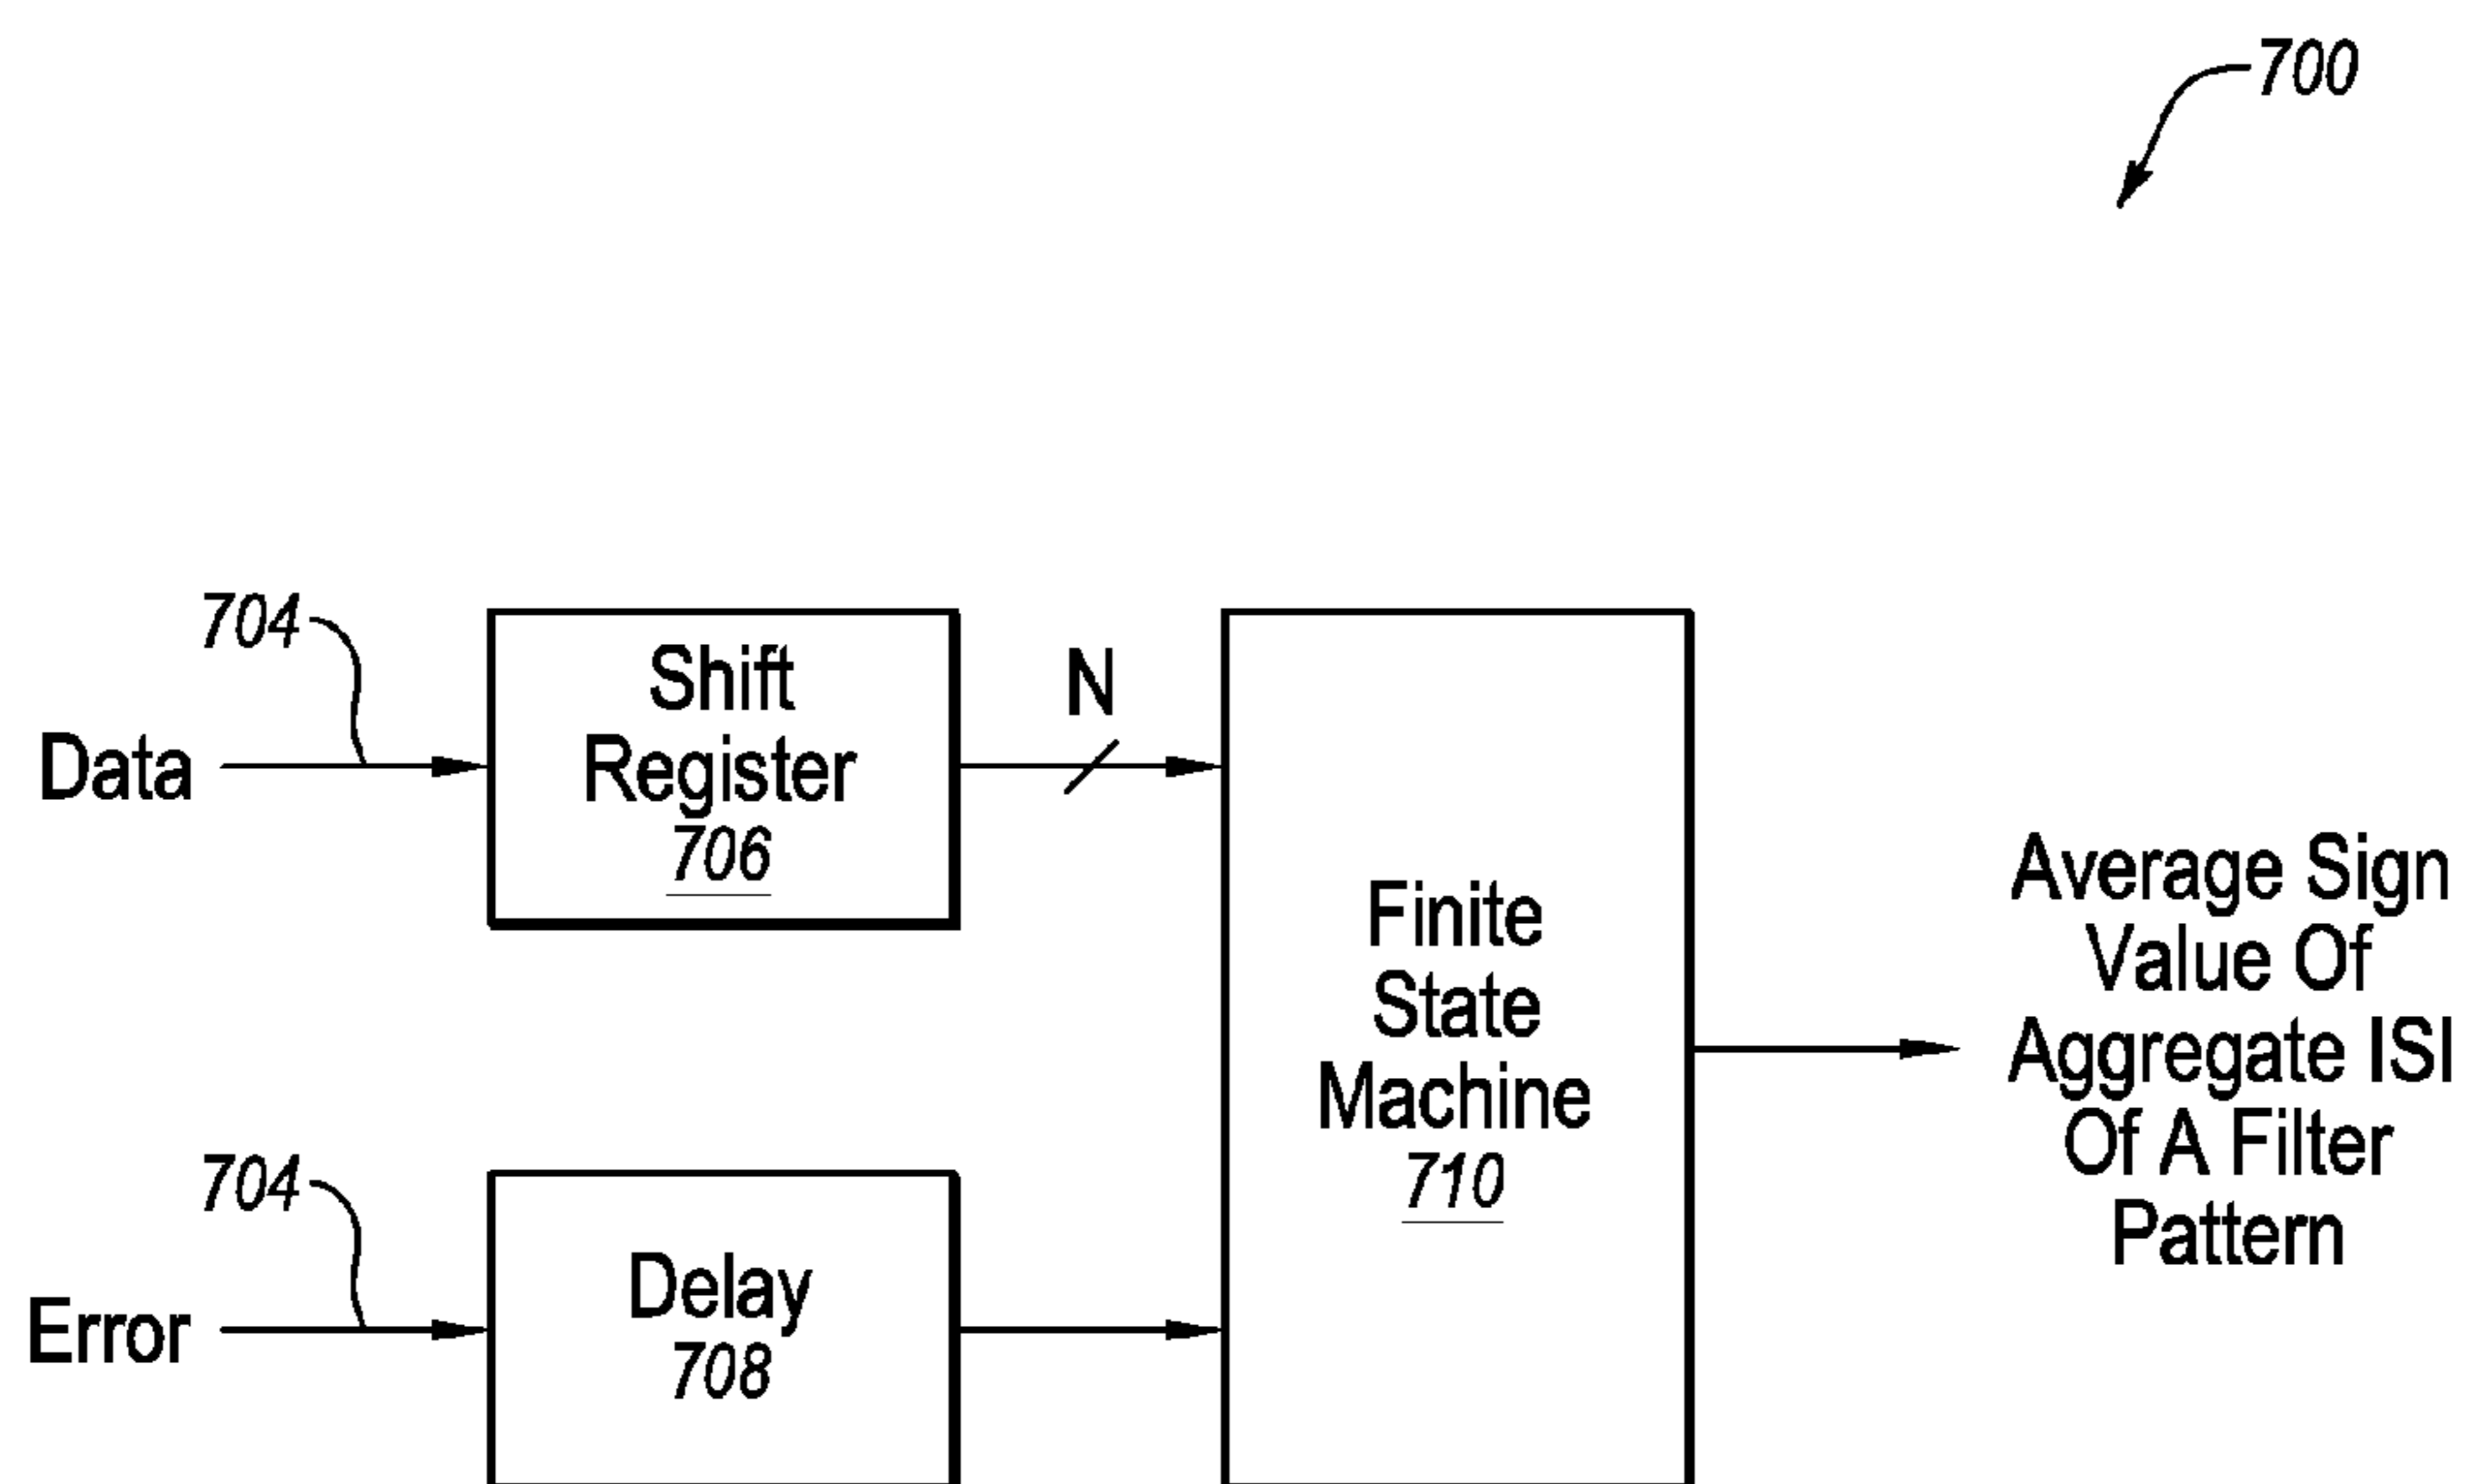 700
704
Data
Shift
Register
706
N
Finite
State
Machine
710
Average Sign
Value Of
Aggregate ISI
Of A Filter
Pattern
704
Error
Delay
708